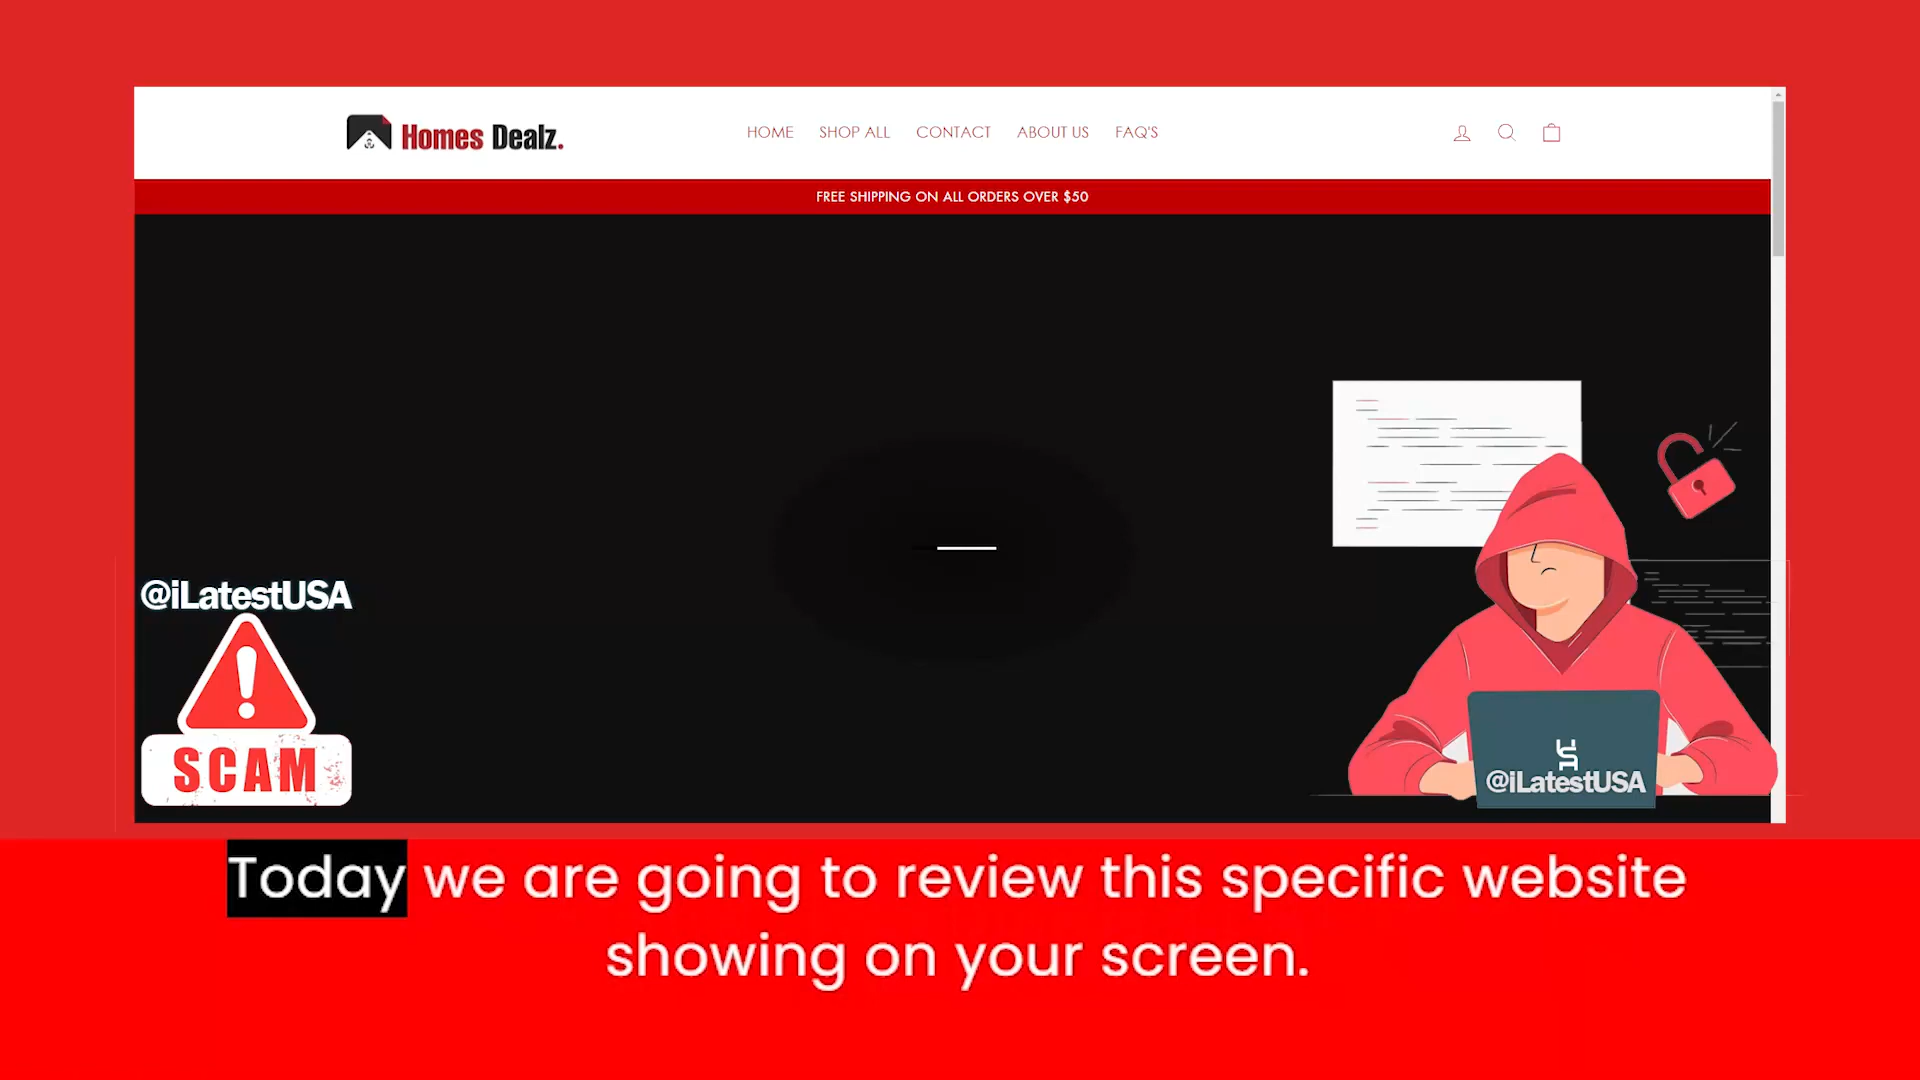 Homes Dealz.
HOME SHOP ALL CONTACT ABOUT US FAQ'S
FREE SHIPPING ON ALL ORDERS OVER $50
@iLatestUSA
SCAM
@iLatestUSA
Today we are going to review this specific website
showing on your screen.